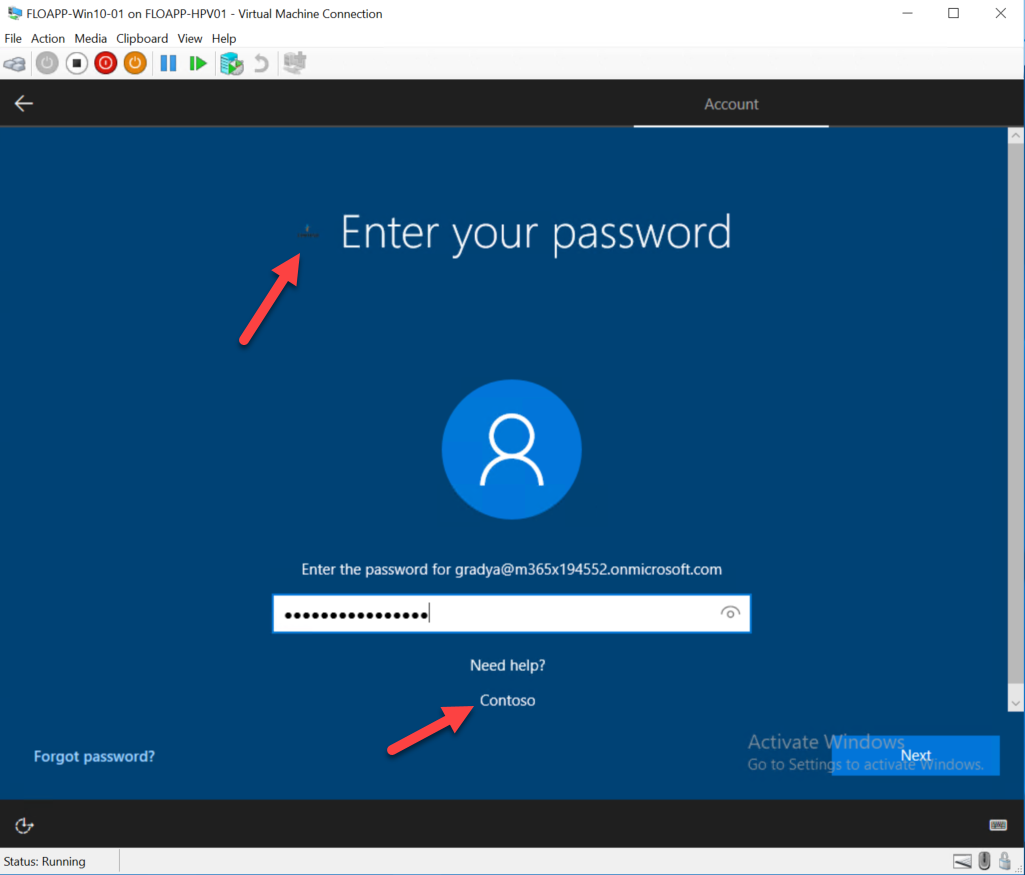 FLOAPP-Win10-01 on FLOAPP-HPV01 - Virtual Machine Connection
File Action Media Clipboard View Help
Account
Enter your password
Enter the password for gradya@m365x194552.onmicrosoft.com
Need help?
Contoso
Forgot password?
Activate Windows
Go to Settings to activate Windows.
Next
Status: Running